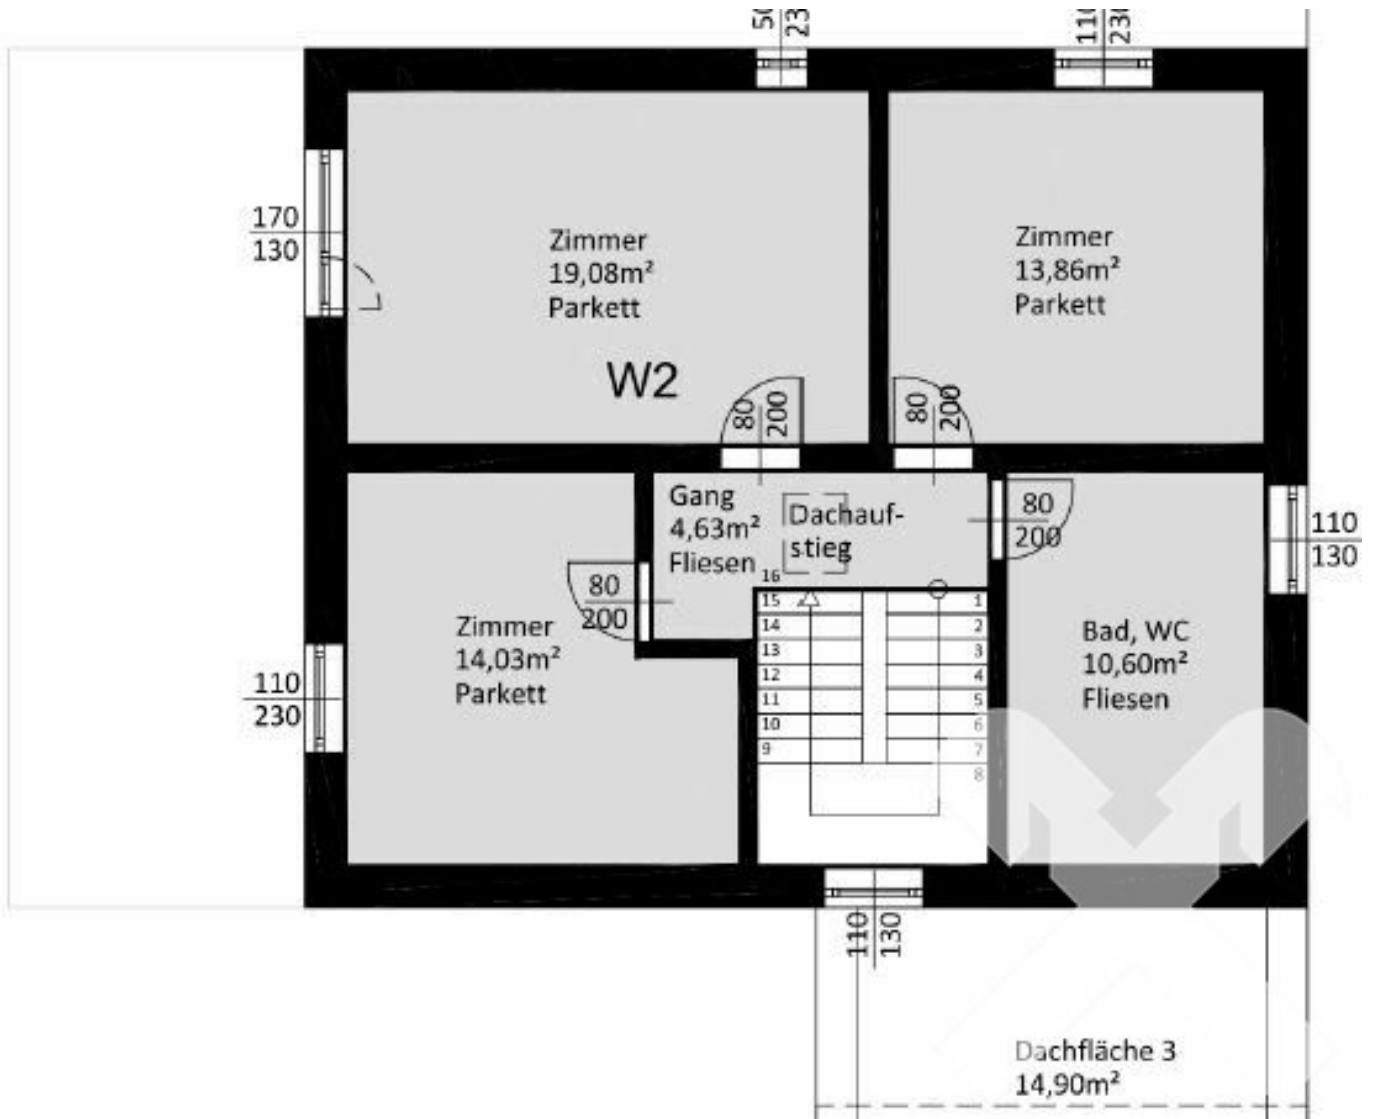 110
230
170
130
Zimmer
19,08m²
Parkett
Zimmer
13,86m²
Parkett
W2
80
200
80
200
Gang
4,63m²
Fliesen
Dachauf-
stieg
80
200
110
130
80
200
Zimmer
14,03m²
Parkett
110
230
16
15
14
13
12
11
10
9
1
2
3
4
5
6
7
8
Bad, WC
10,60m²
Fliesen
110
130
Dachfläche 3
14,90m²